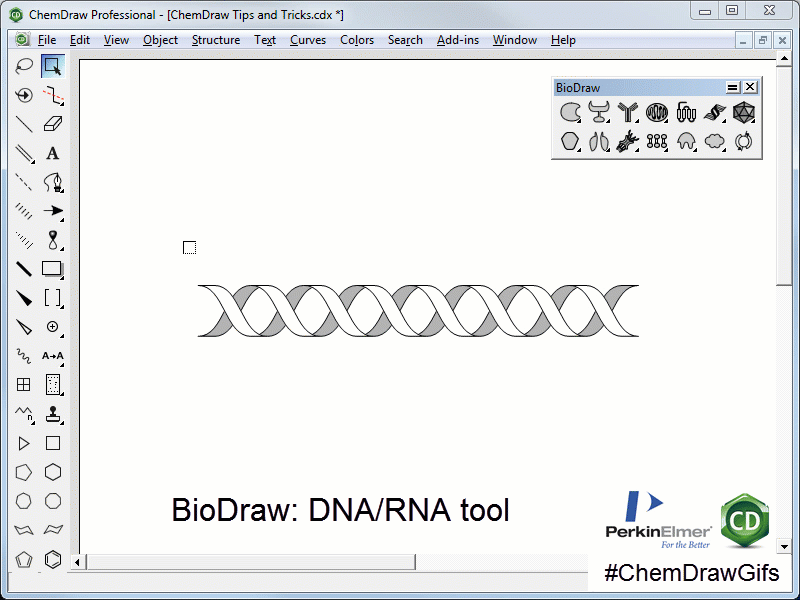 ChemDraw Professional - [ChemDraw Tips and Tricks.cdx *]
File Edit View Object Structure Text Curves Colors Search Add-ins Window Help
BioDraw
A
A→A
n
BioDraw: DNA/RNA tool
CD
PerkinElmer
For the Better
#ChemDrawGifs